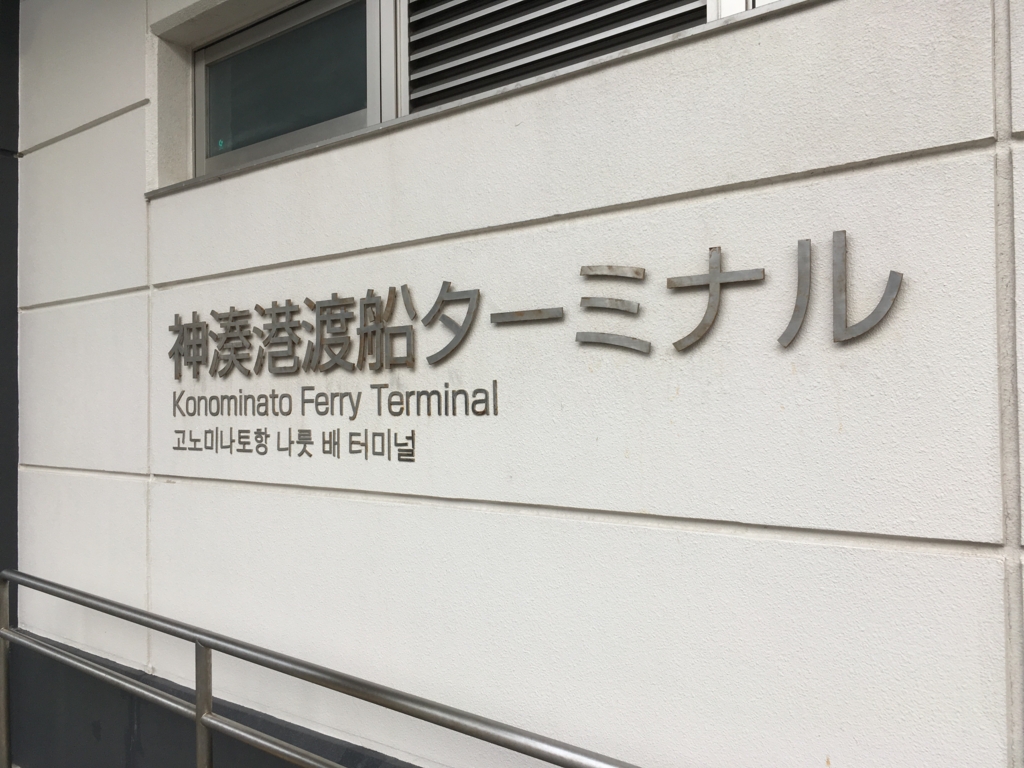 神湊港渡船ターミナル
Konominato Ferry Terminal
고노미나토항 나룻 배 터미널